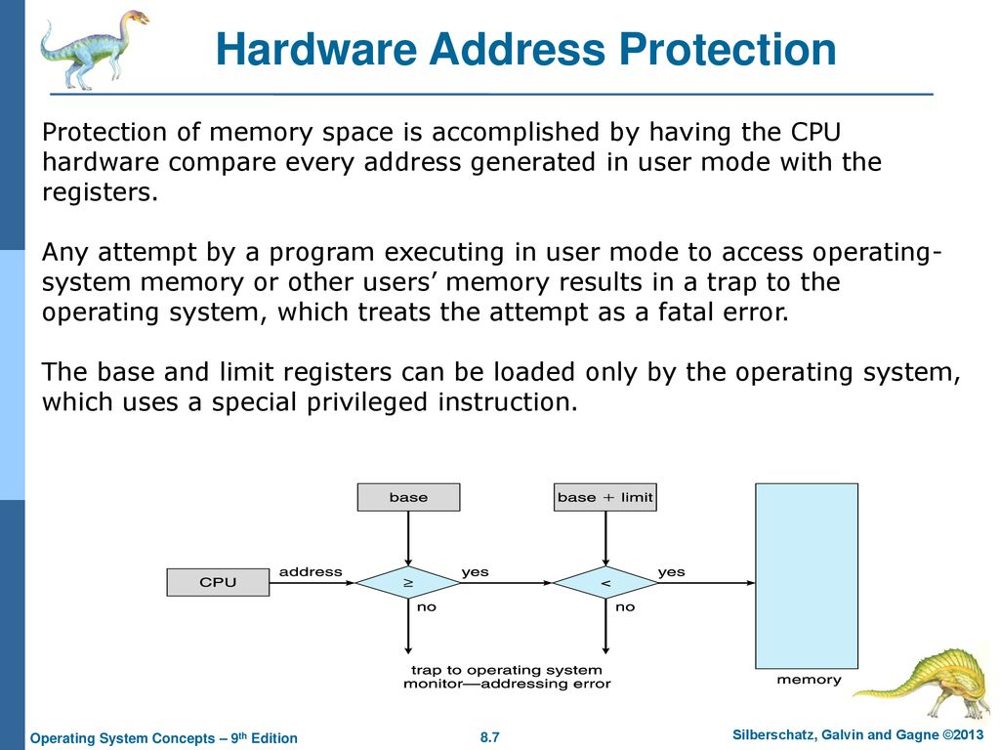 Hardware Address Protection
Protection of memory space is accomplished by having the CPU
hardware compare every address generated in user mode with the
registers.
Any attempt by a program executing in user mode to access operating-
system memory or other users’ memory results in a trap to the
operating system, which treats the attempt as a fatal error.
The base and limit registers can be loaded only by the operating system,
which uses a special privileged instruction.
base
base + limit
CPU
address
≥
yes
<
yes
no
no
trap to operating system
monitor—addressing error
memory
Operating System Concepts – 9th Edition
8.7
Silberschatz, Galvin and Gagne ©2013